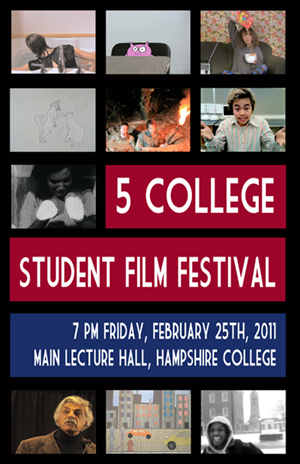 5 COLLEGE
STUDENT FILM FESTIVAL
7 PM FRIDAY, FEBRUARY 25TH, 2011
MAIN LECTURE HALL, HAMPSHIRE COLLEGE